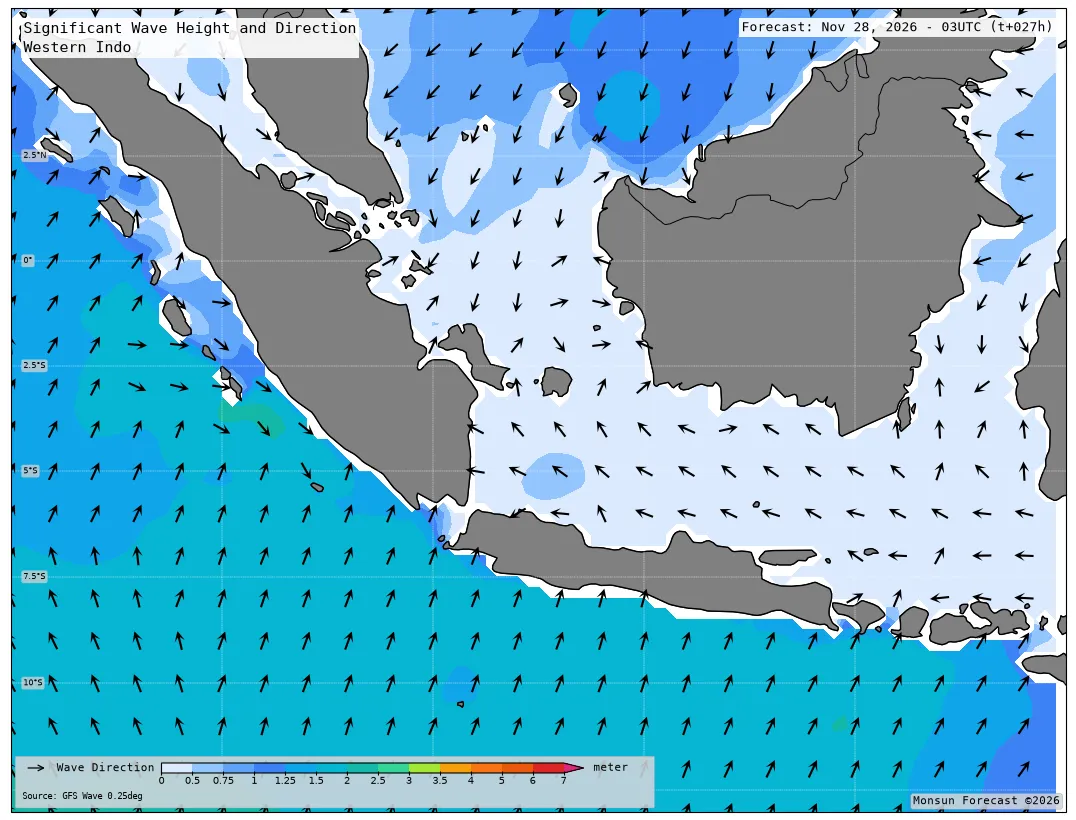 Significant Wave Height and Direction
Western Indo
Forecast: Nov 28, 2026 - 03UTC (t+027h)
2.5°N
0°
2.5°S
5°S
7.5°S
10°S
Wave Direction
meter
0 0.5 0.75 1 1.25 1.5 2 2.5 3 3.5 4 5 6 7
Source: GFS Wave 0.25deg
Monsun Forecast ©2026